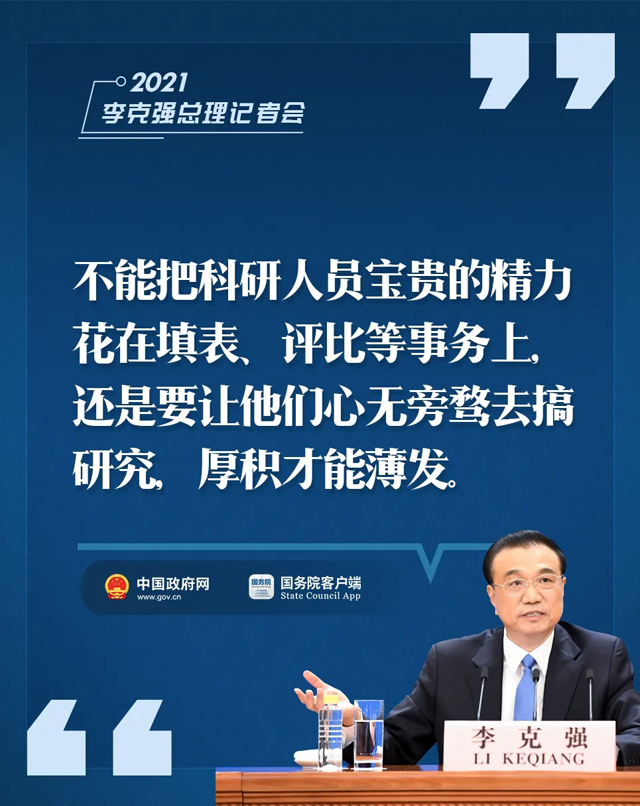 2021
李克强总理记者会
不能把科研人员宝贵的精力
花在填表、评比等事务上,
还是要让他们心无旁骛去搞
研究,厚积才能薄发。
中国政府网
www.gov.cn
国务院
国务院客户端
State Council App
李克强
LI KEQIANG